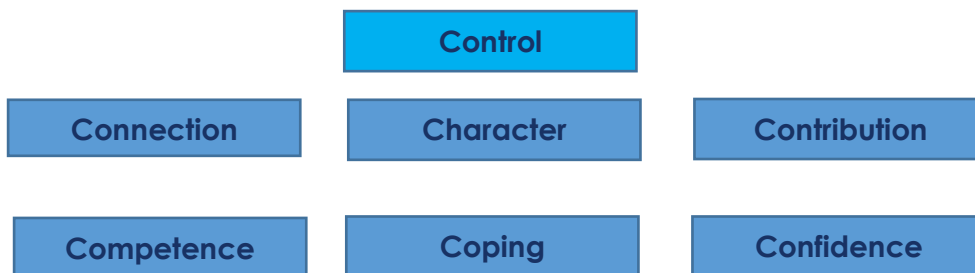 Control
Connection
Character
Contribution
Competence
Coping
Confidence